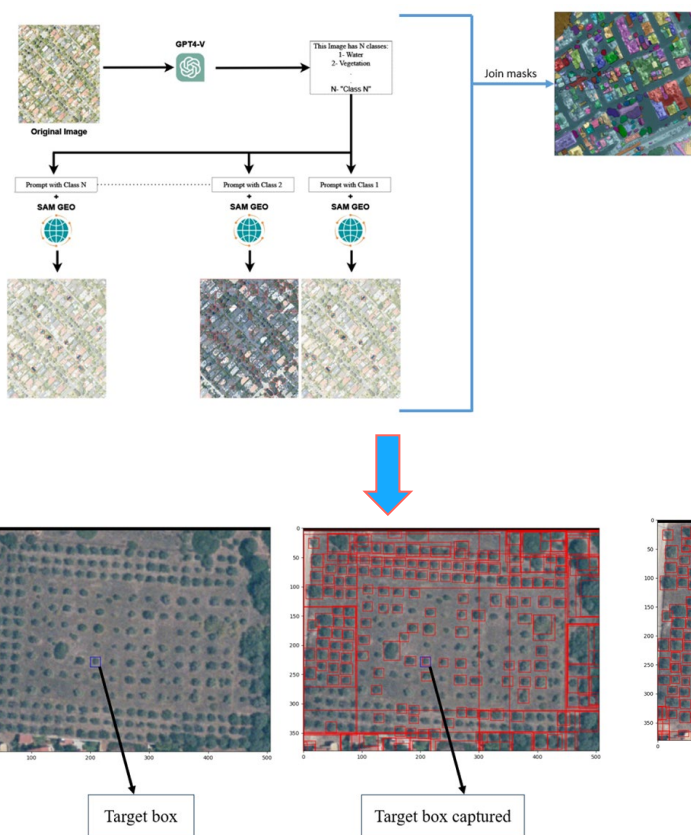 GPT4-V
This Image has N classes:
1- Water
2- Vegetation
.
.
N- "Class N"
Original Image
Join masks
Prompt with Class N
Prompt with Class 2
Prompt with Class 1
+
+
+
SAM GEO
SAM GEO
SAM GEO
0
50
100
150
200
250
300
350
100
200
300
400
500
0
100
200
300
400
500
0
50
100
150
200
250
300
350
0
Target box
Target box captured